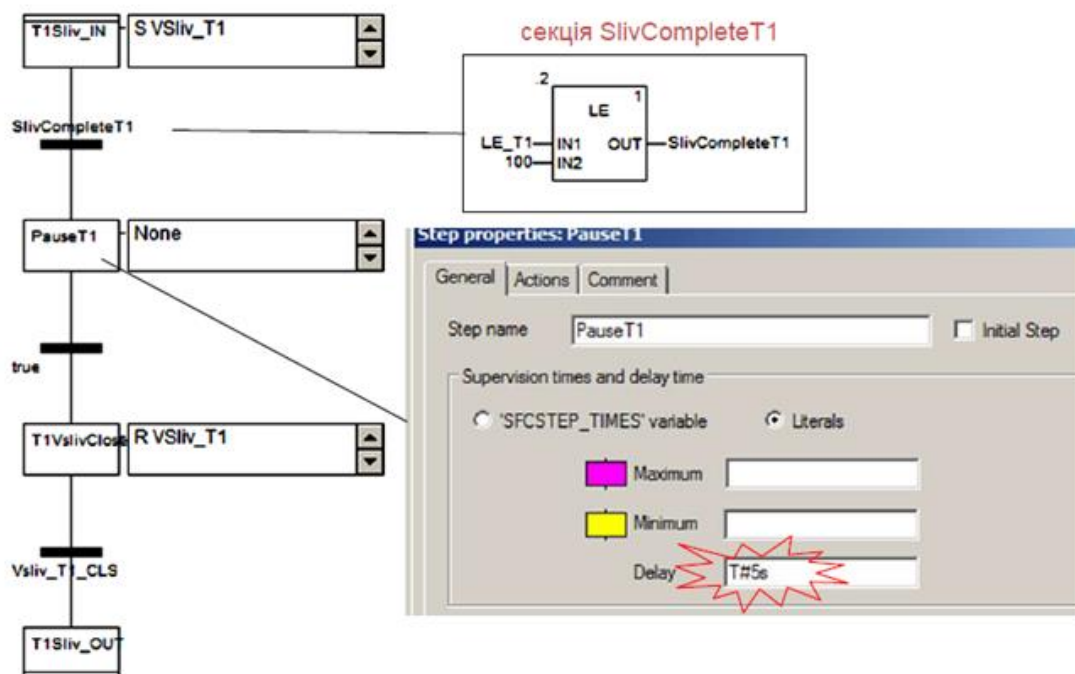 T1Sliv_IN
S VSliv_T1
SlivCompleteT1
PauseT1
None
true
T1VslivClose
R VSliv_T1
Vsliv_T1_CLS
T1Sliv_OUT
секція SlivCompleteT1
.2
1
LE
LE_T1 IN1 OUT SlivCompleteT1
100 IN2
Step properties: PauseT1
General Actions Comment
Step name PauseT1 Initial Step
Supervision times and delay time
'SFCSTEP_TIMES' variable Literals
Maximum
Minimum
Delay T#5s